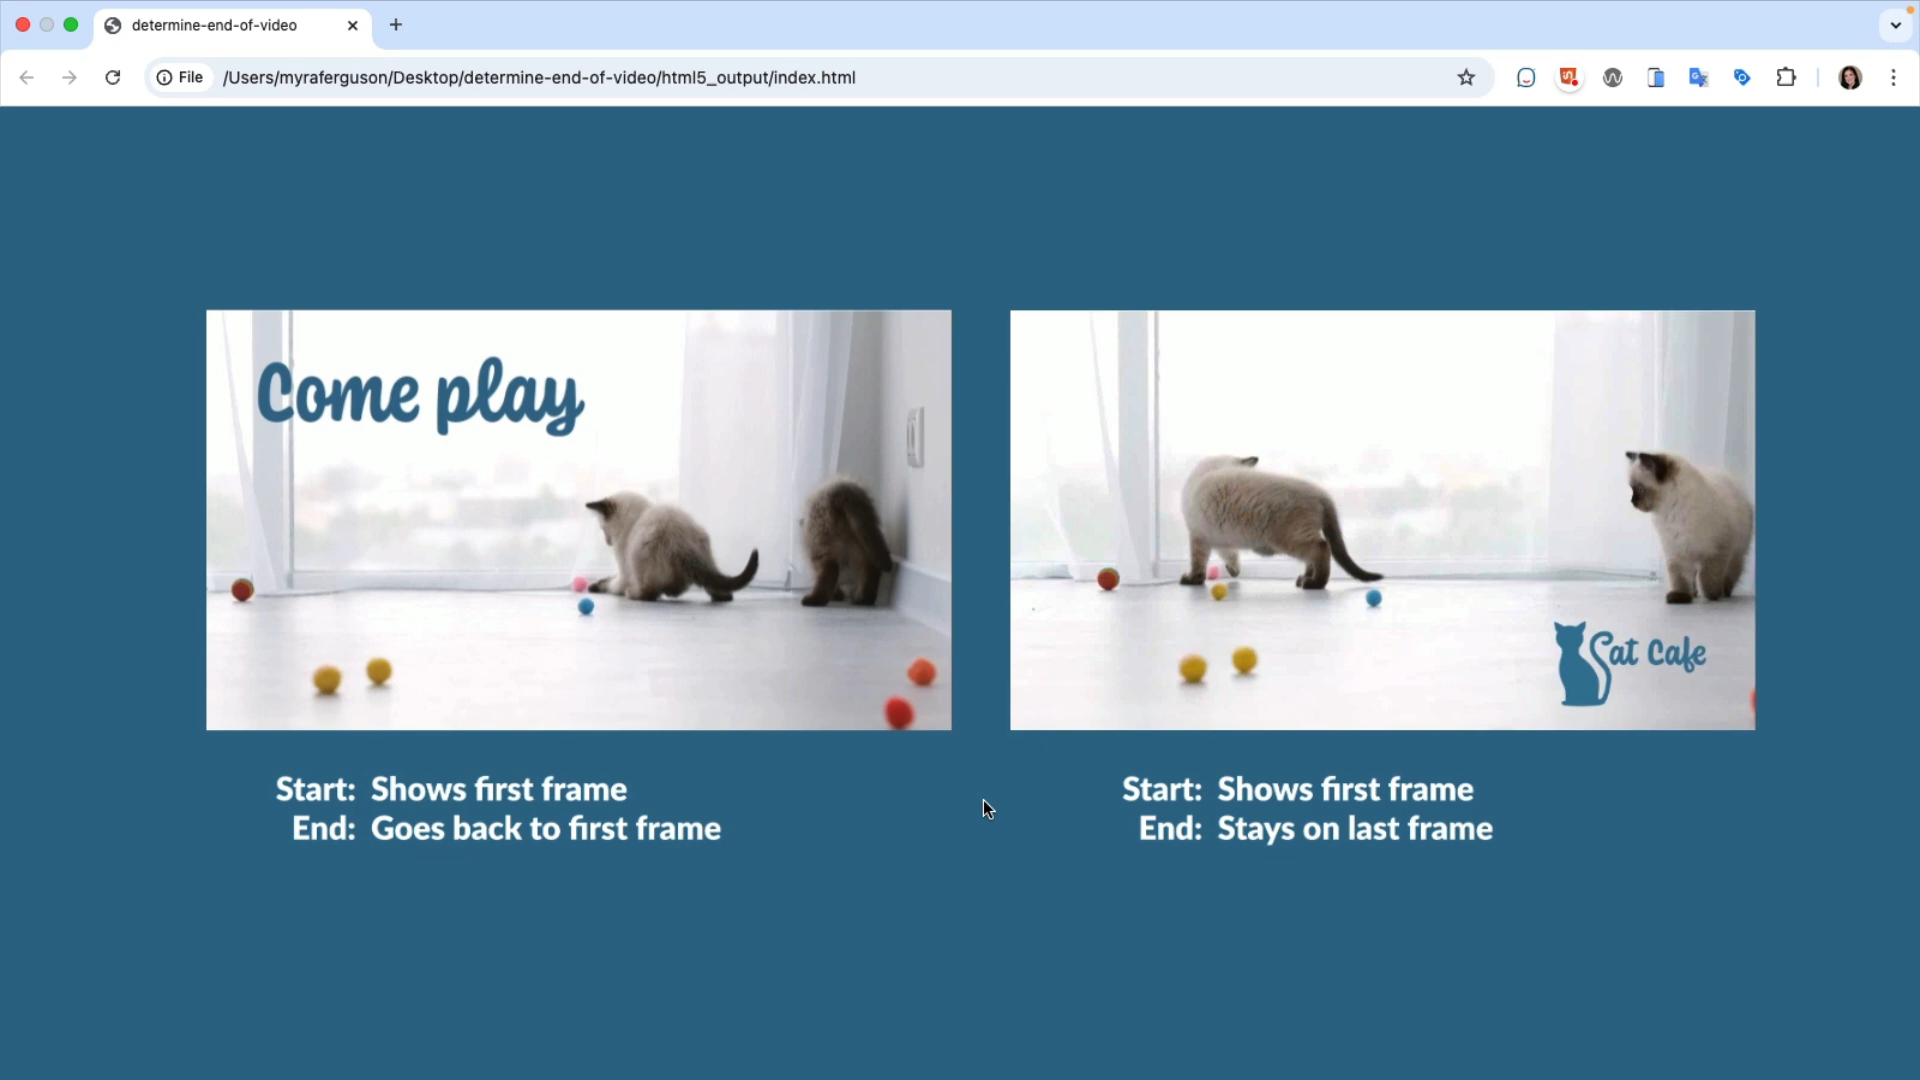 determine-end-of-video
File
/Users/myraferguson/Desktop/determine-end-of-video/html5_output/index.html
Come play
Cat Cafe
Start: Shows first frame
End: Goes back to first frame
Start: Shows first frame
End: Stays on last frame